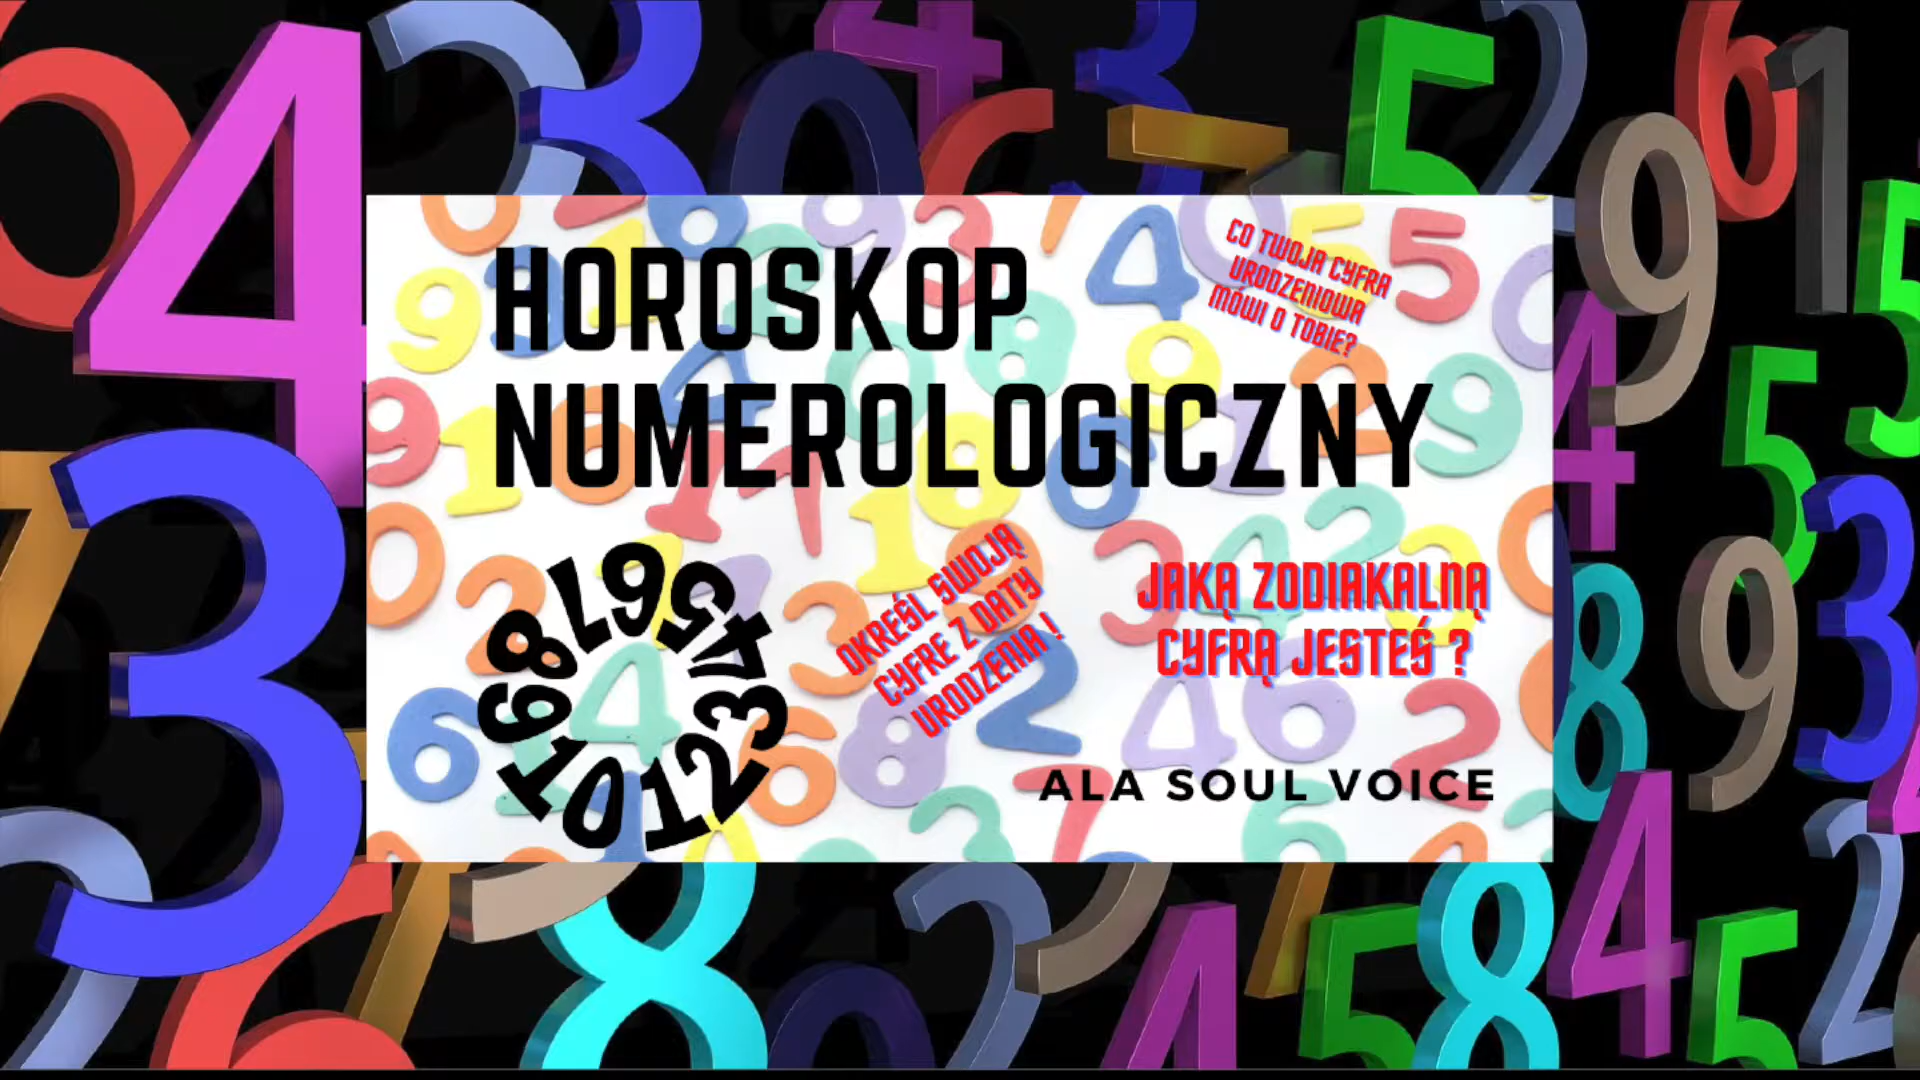 HOROSKOP
NUMEROLOGICZNY
CO TWOJA CYFRA
URODZENIOWA
MÓWI O TOBIE?
OKREŚL SWOJĄ
CYFRE Z DATY
URODZENIA !
JAKĄ ZODIAKALNĄ
CYFRĄ JESTEŚ ?
ALA SOUL VOICE